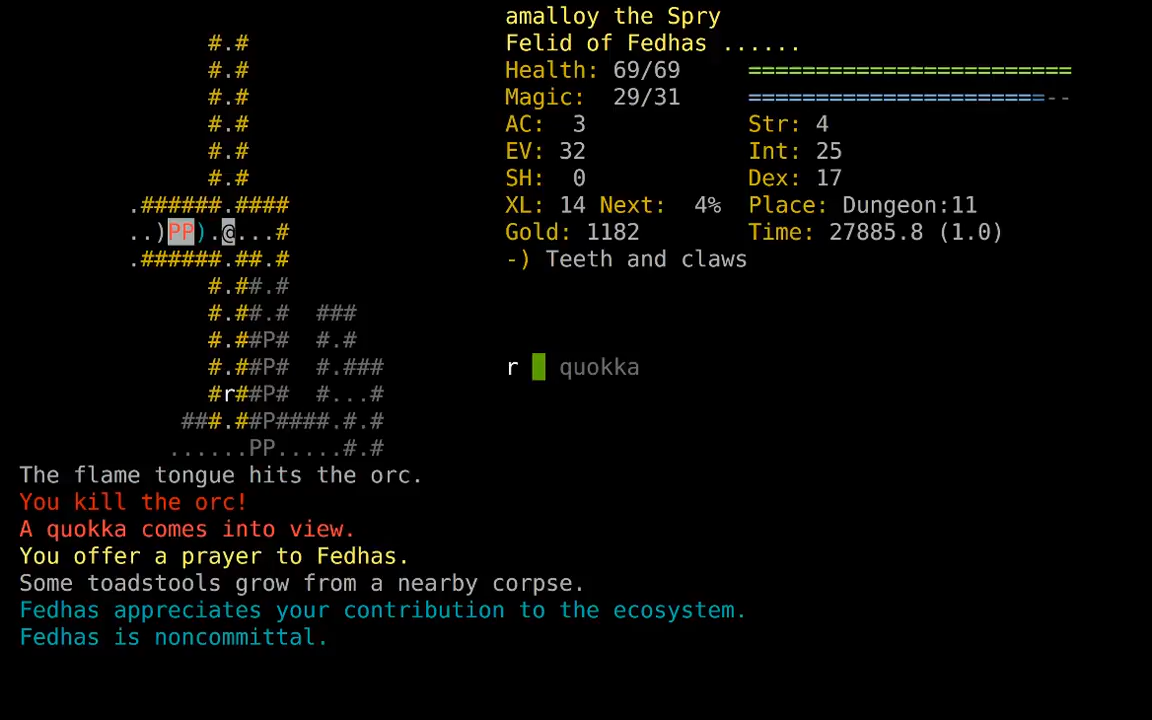 amalloy the Spry
#.# Felid of Fedhas ......
#.# Health: 69/69 ========================
#.# Magic: 29/31 ======================--
#.# AC: 3 Str: 4
#.# EV: 32 Int: 25
#.# SH: 0 Dex: 17
.######.#### XL: 14 Next: 4% Place: Dungeon:11
..)PP).@...# Gold: 1182 Time: 27885.8 (1.0)
.######.##.# -) Teeth and claws
#.##.#
#.##.# ###
#.##P# #.#
#.##P# #.### r quokka
#r##P# #...#
###.##P####.#.#
......PP.....#.#
The flame tongue hits the orc.
You kill the orc!
A quokka comes into view.
You offer a prayer to Fedhas.
Some toadstools grow from a nearby corpse.
Fedhas appreciates your contribution to the ecosystem.
Fedhas is noncommittal.